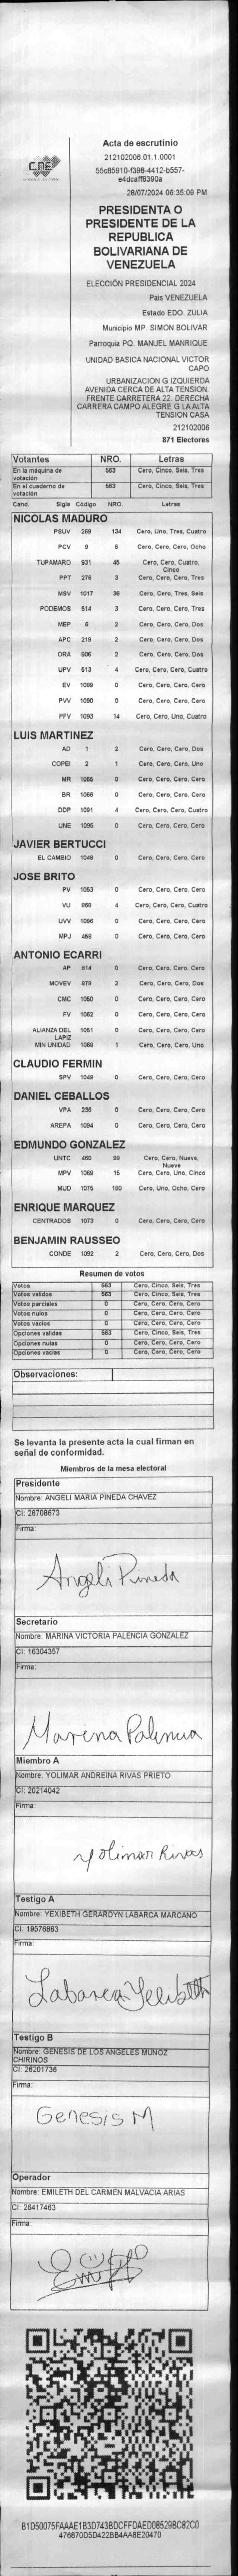 CNE
Acta de escrutinio
212102006.01.1.0001
55c85910-f398-4412-b557-
e4dcaff8390a
28/07/2024 06:35:09 PM
PRESIDENTA O
PRESIDENTE DE LA
REPUBLICA
BOLIVARIANA DE
VENEZUELA
ELECCIÓN PRESIDENCIAL 2024
Pais VENEZUELA
Estado EDO. ZULIA
Municipio MP. SIMON BOLIVAR
Parroquia PQ. MANUEL MANRIQUE
UNIDAD BASICA NACIONAL VICTOR
CAPO
URBANIZACION G IZQUIERDA
AVENIDA CERCA DE ALTA TENSION.
FRENTE CARRETERA 22. DERECHA
CARRERA CAMPO ALEGRE G LA ALTA
TENSION CASA
212102006
871 Electores
Votantes NRO. Letras
En la máquina de
votación 563 Cero, Cinco, Seis, Tres
En el cuaderno de
votación 563 Cero, Cinco, Seis, Tres
Cand. Sigla Código NRO. Letras
NICOLAS MADURO
PSUV 269 134 Cero, Uno, Tres, Cuatro
PCV 9 8 Cero, Cero, Cero, Ocho
TUPAMARO 931 45 Cero, Cero, Cuatro,
Cinco
PPT 276 3 Cero, Cero, Cero, Tres
MSV 1017 36 Cero, Cero, Tres, Seis
PODEMOS 514 3 Cero, Cero, Cero, Tres
MEP 6 2 Cero, Cero, Cero, Dos
APC 219 2 Cero, Cero, Cero, Dos
ORA 906 2 Cero, Cero, Cero, Dos
UPV 513 4 Cero, Cero, Cero, Cuatro
EV 1089 0 Cero, Cero, Cero, Cero
PVV 1090 0 Cero, Cero, Cero, Cero
PFV 1093 14 Cero, Cero, Uno, Cuatro
LUIS MARTINEZ
AD 1 2 Cero, Cero, Cero, Dos
COPEI 2 1 Cero, Cero, Cero, Uno
MR 1065 0 Cero, Cero, Cero, Cero
BR 1066 0 Cero, Cero, Cero, Cero
DDP 1091 4 Cero, Cero, Cero, Cuatro
UNE 1095 0 Cero, Cero, Cero, Cero
JAVIER BERTUCCI
EL CAMBIO 1048 0 Cero, Cero, Cero, Cero
JOSE BRITO
PV 1053 0 Cero, Cero, Cero, Cero
VU 868 4 Cero, Cero, Cero, Cuatro
UVV 1096 0 Cero, Cero, Cero, Cero
MPJ 458 0 Cero, Cero, Cero, Cero
ANTONIO ECARRI
AP 814 0 Cero, Cero, Cero, Cero
MOVEV 878 2 Cero, Cero, Cero, Dos
CMC 1050 0 Cero, Cero, Cero, Cero
FV 1062 0 Cero, Cero, Cero, Cero
ALIANZA DEL 1051 0 Cero, Cero, Cero, Cero
LAPIZ
MIN UNIDAD 1068 1 Cero, Cero, Cero, Uno
CLAUDIO FERMIN
SPV 1049 0 Cero, Cero, Cero, Cero
DANIEL CEBALLOS
VPA 238 0 Cero, Cero, Cero, Cero
AREPA 1094 0 Cero, Cero, Cero, Cero
EDMUNDO GONZALEZ
UNTC 460 99 Cero, Cero, Nueve,
Nueve
MPV 1069 15 Cero, Cero, Uno, Cinco
MUD 1075 180 Cero, Uno, Ocho, Cero
ENRIQUE MARQUEZ
CENTRADOS 1073 0 Cero, Cero, Cero, Cero
BENJAMIN RAUSSEO
CONDE 1092 2 Cero, Cero, Cero, Dos
Resumen de votos
Votos 563 Cero, Cinco, Seis, Tres
Votos validos 563 Cero, Cinco, Seis, Tres
Votos parciales 0 Cero, Cero, Cero, Cero
Votos nulos 0 Cero, Cero, Cero, Cero
Votos vacios 0 Cero, Cero, Cero, Cero
Opciones validas 563 Cero, Cinco, Seis, Tres
Opciones nulas 0 Cero, Cero, Cero, Cero
Opciones vacias 0 Cero, Cero, Cero, Cero
Observaciones:
Se levanta la presente acta la cual firman en
señal de conformidad.
Miembros de la mesa electoral
Presidente
Nombre: ANGELI MARIA PINEDA CHAVEZ
CI: 26708673
Firma:
Angeli Pineda
Secretario
Nombre: MARINA VICTORIA PALENCIA GONZALEZ
CI: 16304357
Firma:
Marina Palencia
Miembro A
Nombre: YOLIMAR ANDREINA RIVAS PRIETO
CI: 20214042
Firma:
Yolimar Rivas
Testigo A
Nombre: YEXIBETH GERARDYN LABARCA MARCANO
CI: 19576883
Firma:
Labarca
Testigo B
Nombre: GENESIS DE LOS ANGELES MUNOZ
CHIRINOS
CI: 26201736
Firma:
Genesis M
Operador
Nombre: EMILETH DEL CARMEN MALVACIA ARIAS
CI: 26417463
Firma:
B1D50075FAAAE1B3D743BDCFFDAED08529BC82C0
476870D5D422BB4AA8E20470